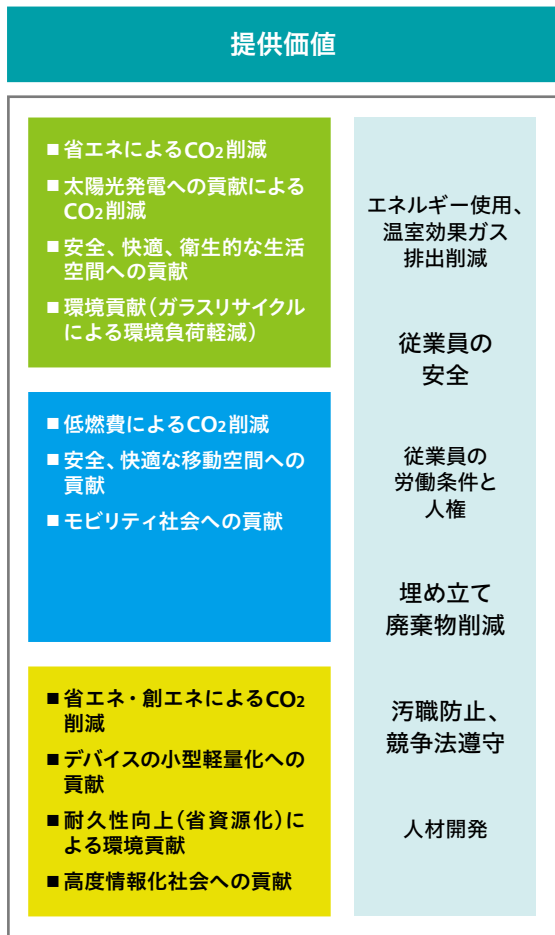 提供価値
■省エネによるCO₂削減
■太陽光発電への貢献による
CO₂削減
■安全、快適、衛生的な生活
空間への貢献
■環境貢献(ガラスリサイクル
による環境負荷軽減)
■低燃費によるCO₂削減
■安全、快適な移動空間への
貢献
■モビリティ社会への貢献
■省エネ・創エネによるCO₂
削減
■デバイスの小型軽量化への
貢献
■耐久性向上(省資源化)に
よる環境貢献
■高度情報化社会への貢献
エネルギー使用、
温室効果ガス
排出削減
従業員の
安全
従業員の
労働条件と
人権
埋め立て
廃棄物削減
汚職防止、
競争法遵守
人材開発